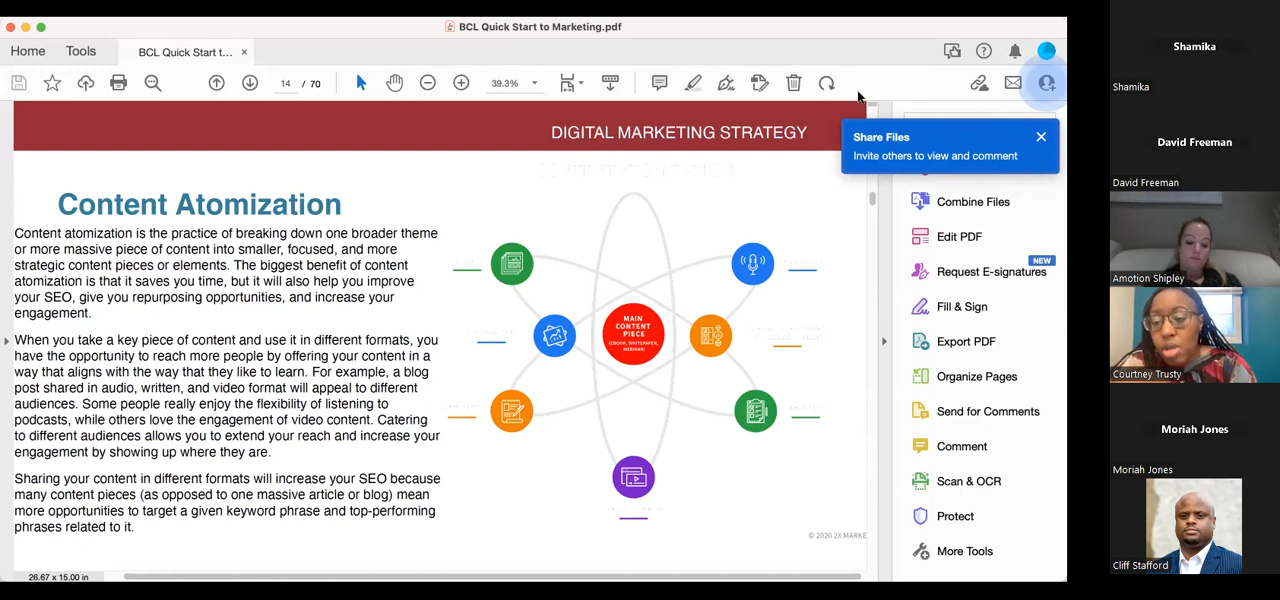 BCL Quick Start to Marketing.pdf
Home
Tools
BCL Quick Start t...
14 / 70
39.3%
DIGITAL MARKETING STRATEGY
Share Files
Invite others to view and comment
Content Atomization
Content atomization is the practice of breaking down one broader theme
or more massive piece of content into smaller, focused, and more
strategic content pieces or elements. The biggest benefit of content
atomization is that it saves you time, but it will also help you improve
your SEO, give you repurposing opportunities, and increase your
engagement.
When you take a key piece of content and use it in different formats, you
have the opportunity to reach more people by offering your content in a
way that aligns with the way that they like to learn. For example, a blog
post shared in audio, written, and video format will appeal to different
audiences. Some people really enjoy the flexibility of listening to
podcasts, while others love the engagement of video content. Catering
to different audiences allows you to extend your reach and increase your
engagement by showing up where they are.
Sharing your content in different formats will increase your SEO because
many content pieces (as opposed to one massive article or blog) mean
more opportunities to target a given keyword phrase and top-performing
phrases related to it.
MAIN
CONTENT
PIECE
(EBOOK, WHITEPAPER,
WEBINAR)
© 2020 2X MARKE
26.67 x 15.00 in
Combine Files
Edit PDF
NEW
Request E-signatures
Fill & Sign
Export PDF
Organize Pages
Send for Comments
Comment
Scan & OCR
Protect
More Tools
Shamika
Shamika
David Freeman
David Freeman
Amotion Shipley
Courtney Trusty
Moriah Jones
Moriah Jones
Cliff Stafford